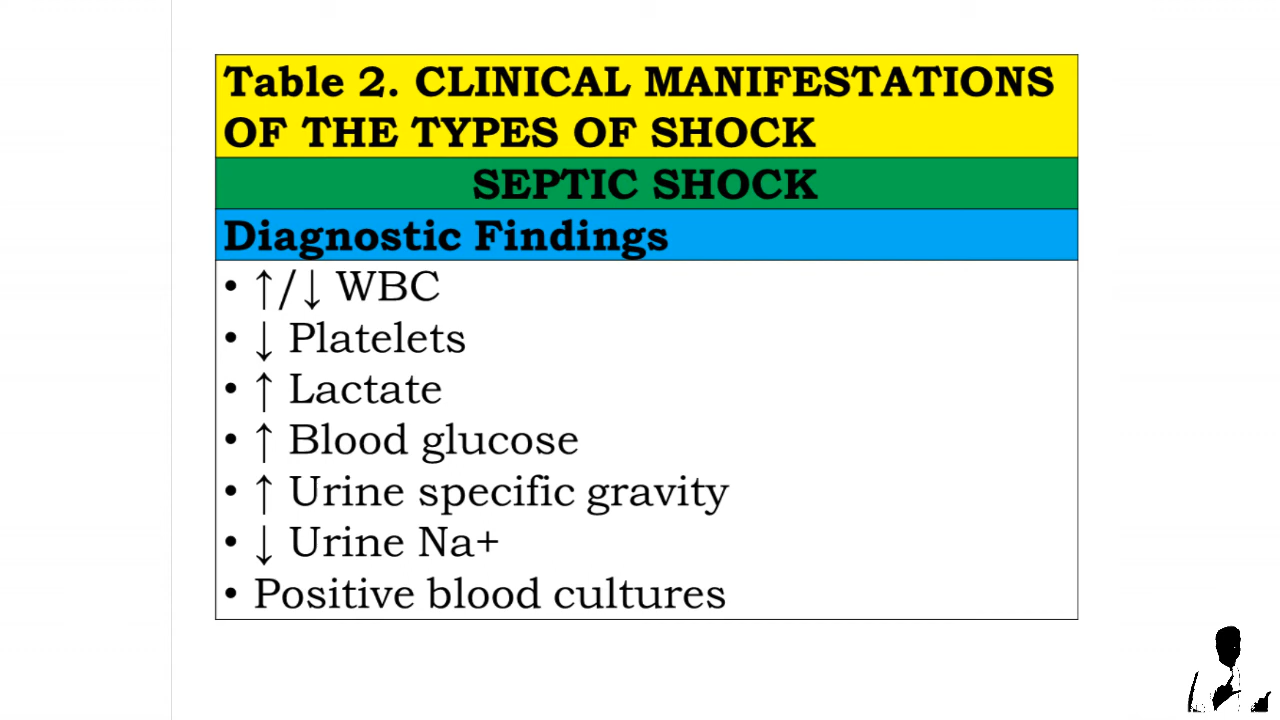 Table 2. CLINICAL MANIFESTATIONS
OF THE TYPES OF SHOCK
SEPTIC SHOCK
Diagnostic Findings
• ↑/↓ WBC
• ↓ Platelets
• ↑ Lactate
• ↑ Blood glucose
• ↑ Urine specific gravity
• ↓ Urine Na+
• Positive blood cultures